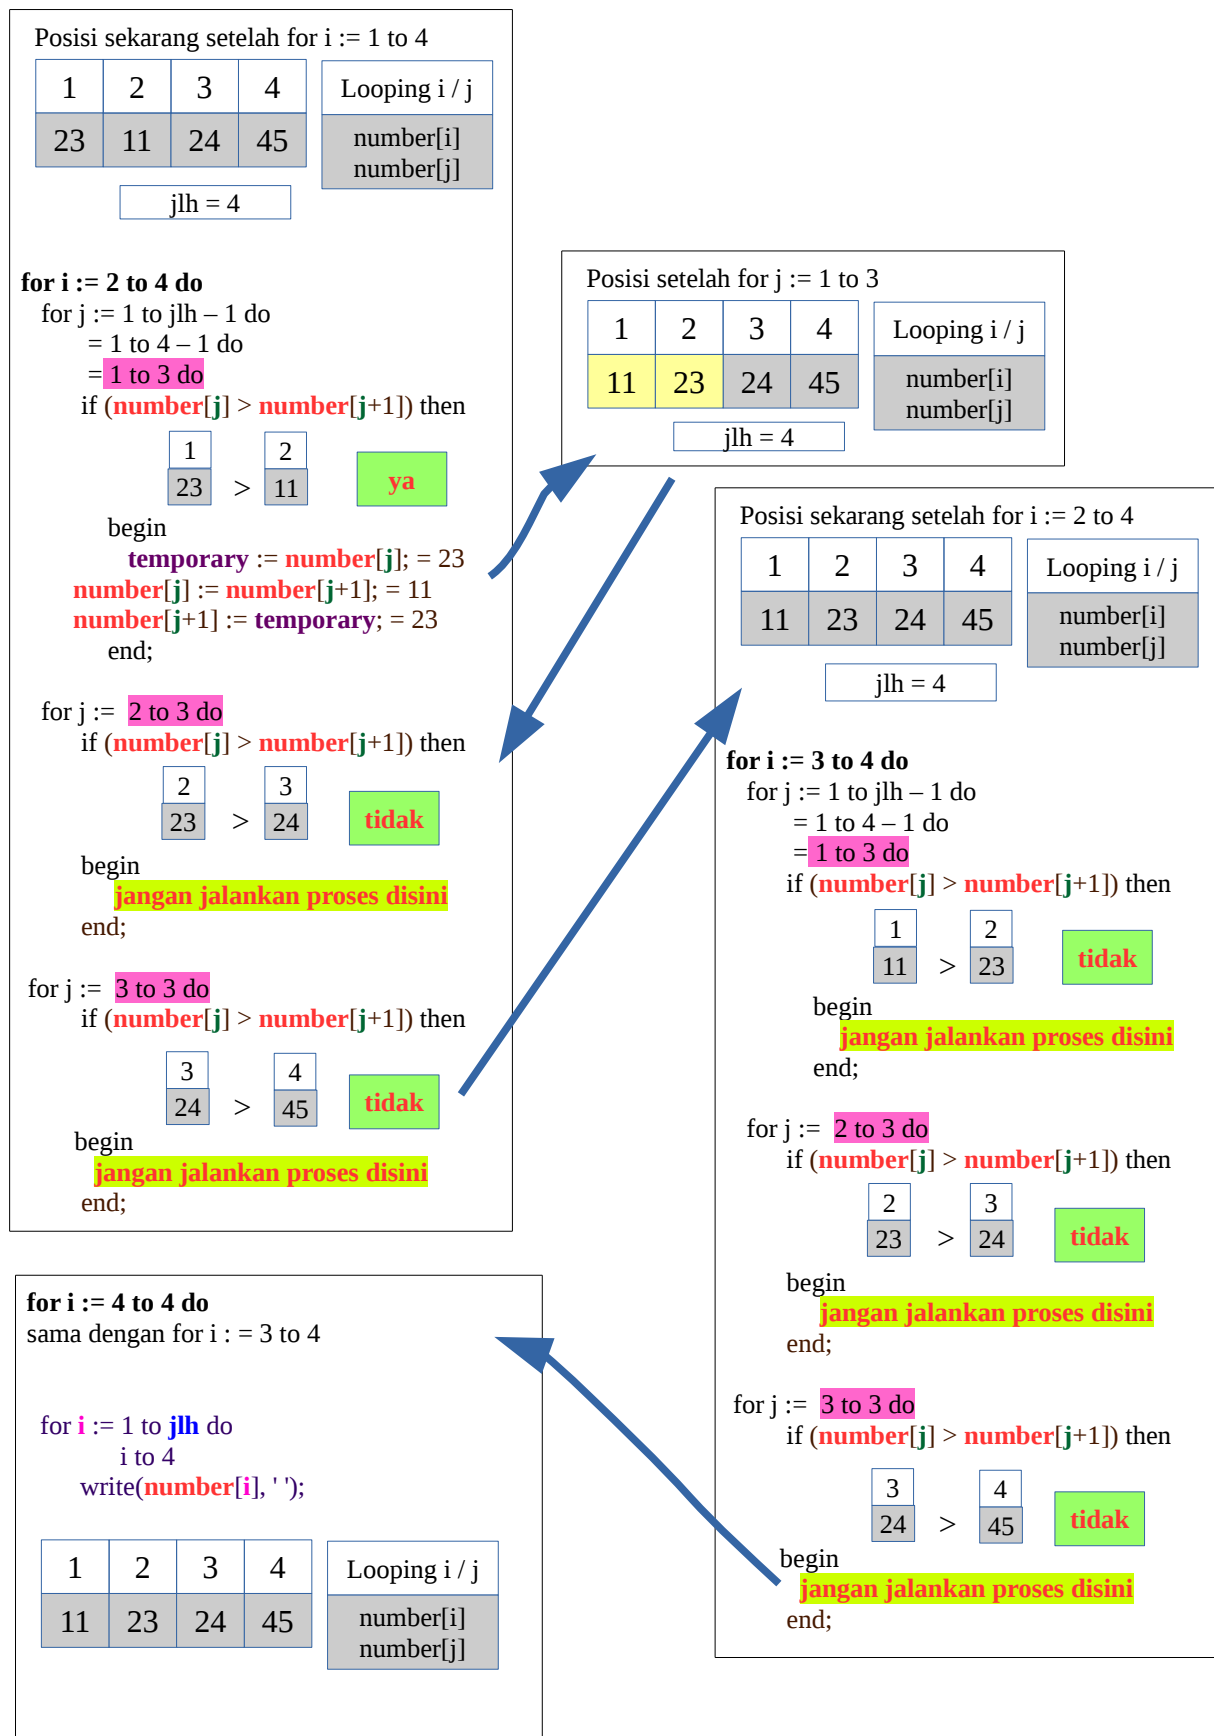 Posisi sekarang setelah for i := 1 to 4
1 2 3 4
Looping i / j
23 11 24 45
number[i]
number[j]
jlh = 4
for i := 2 to 4 do
for j := 1 to jlh – 1 do
= 1 to 4 – 1 do
= 1 to 3 do
if (number[j] > number[j+1]) then
1 2
23 > 11
ya
begin
temporary := number[j]; = 23
number[j] := number[j+1]; = 11
number[j+1] := temporary; = 23
end;
for j := 2 to 3 do
if (number[j] > number[j+1]) then
2 3
23 > 24
tidak
begin
jangan jalankan proses disini
end;
for j := 3 to 3 do
if (number[j] > number[j+1]) then
3 4
24 > 45
tidak
begin
jangan jalankan proses disini
end;
Posisi setelah for j := 1 to 3
1 2 3 4
Looping i / j
11 23 24 45
number[i]
number[j]
jlh = 4
Posisi sekarang setelah for i := 2 to 4
1 2 3 4
Looping i / j
11 23 24 45
number[i]
number[j]
jlh = 4
for i := 3 to 4 do
for j := 1 to jlh – 1 do
= 1 to 4 – 1 do
= 1 to 3 do
if (number[j] > number[j+1]) then
1 2
11 > 23
tidak
begin
jangan jalankan proses disini
end;
for j := 2 to 3 do
if (number[j] > number[j+1]) then
2 3
23 > 24
tidak
begin
jangan jalankan proses disini
end;
for j := 3 to 3 do
if (number[j] > number[j+1]) then
3 4
24 > 45
tidak
begin
jangan jalankan proses disini
end;
for i := 4 to 4 do
sama dengan for i : = 3 to 4
for i := 1 to jlh do
i to 4
write(number[i], ' ');
1 2 3 4
Looping i / j
11 23 24 45
number[i]
number[j]